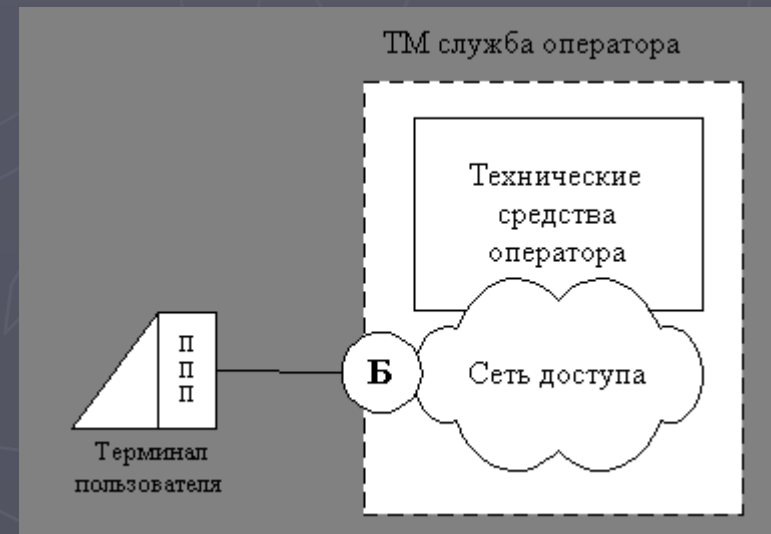 ТМ служба оператора
Технические
средства
оператора
Б
Сеть доступа
П
П
П
Терминал
пользователя